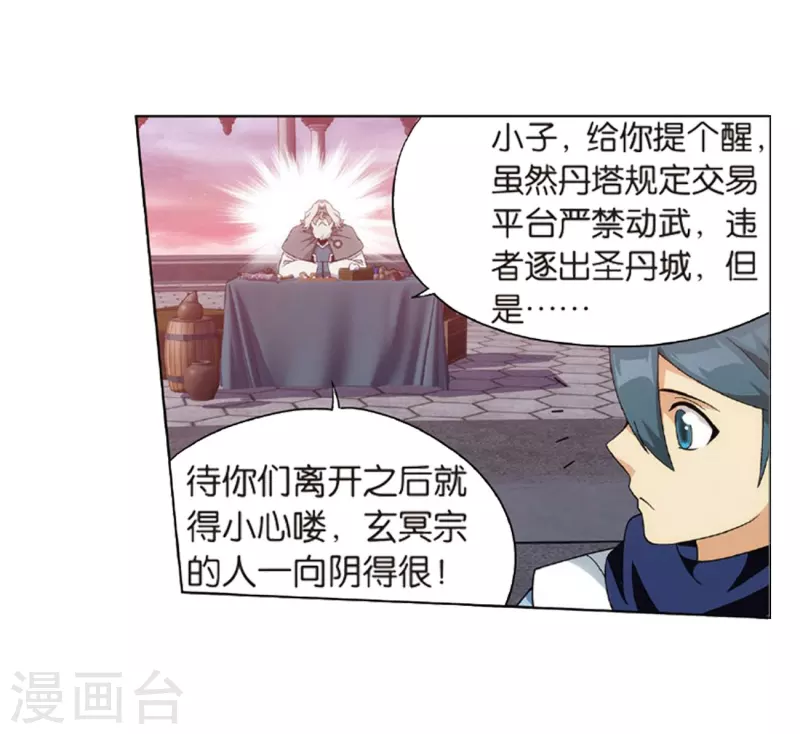 小子，给你提个醒，
虽然丹塔规定交易
平台严禁动武，违
者逐出圣丹城，但
是……
待你们离开之后就
得小心喽，玄冥宗
的人一向阴得很！
漫画台